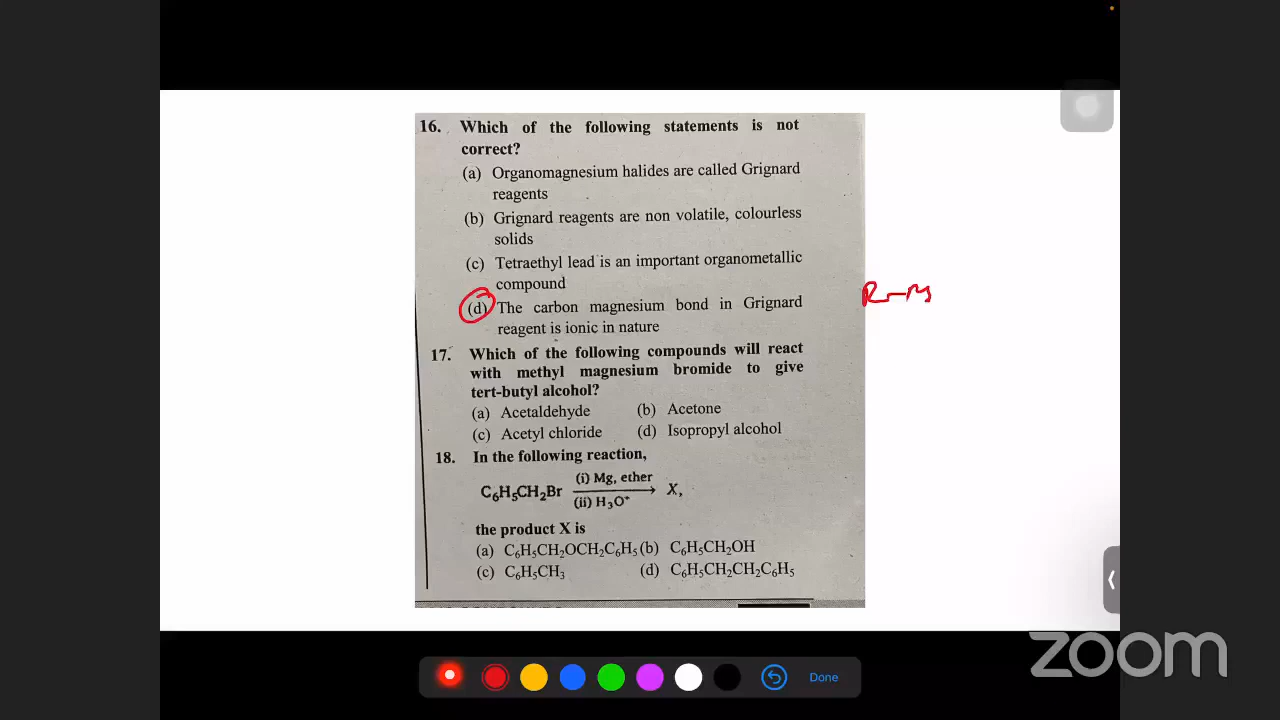 16. Which of the following statements is not
correct?
(a) Organomagnesium halides are called Grignard
reagents
(b) Grignard reagents are non volatile, colourless
solids
(c) Tetraethyl lead is an important organometallic
compound
(d) The carbon magnesium bond in Grignard
reagent is ionic in nature
R-M
17. Which of the following compounds will react
with methyl magnesium bromide to give
tert-butyl alcohol?
(a) Acetaldehyde (b) Acetone
(c) Acetyl chloride (d) Isopropyl alcohol
18. In the following reaction,
(i) Mg, ether
C₆H₅CH₂Br → X,
(ii) H₃O⁺
the product X is
(a) C₆H₅CH₂OCH₂C₆H₅ (b) C₆H₅CH₂OH
(c) C₆H₅CH₃ (d) C₆H₅CH₂CH₂C₆H₅
zoom
Done